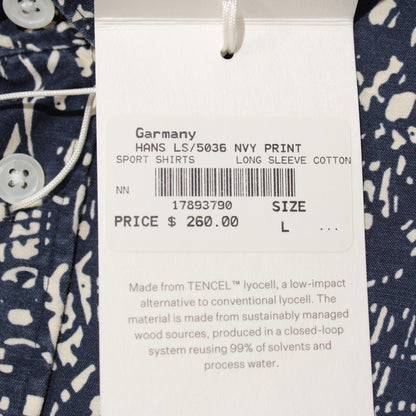 Garmany
HANS LS/5036 NVY PRINT
SPORT SHIRTS LONG SLEEVE COTTON
NN
17893790 SIZE
PRICE $ 260.00 L ...
Made from TENCEL™ lyocell, a low-impact
alternative to conventional lyocell. The
material is made from sustainably managed
wood sources, produced in a closed-loop
system reusing 99% of solvents and
process water.